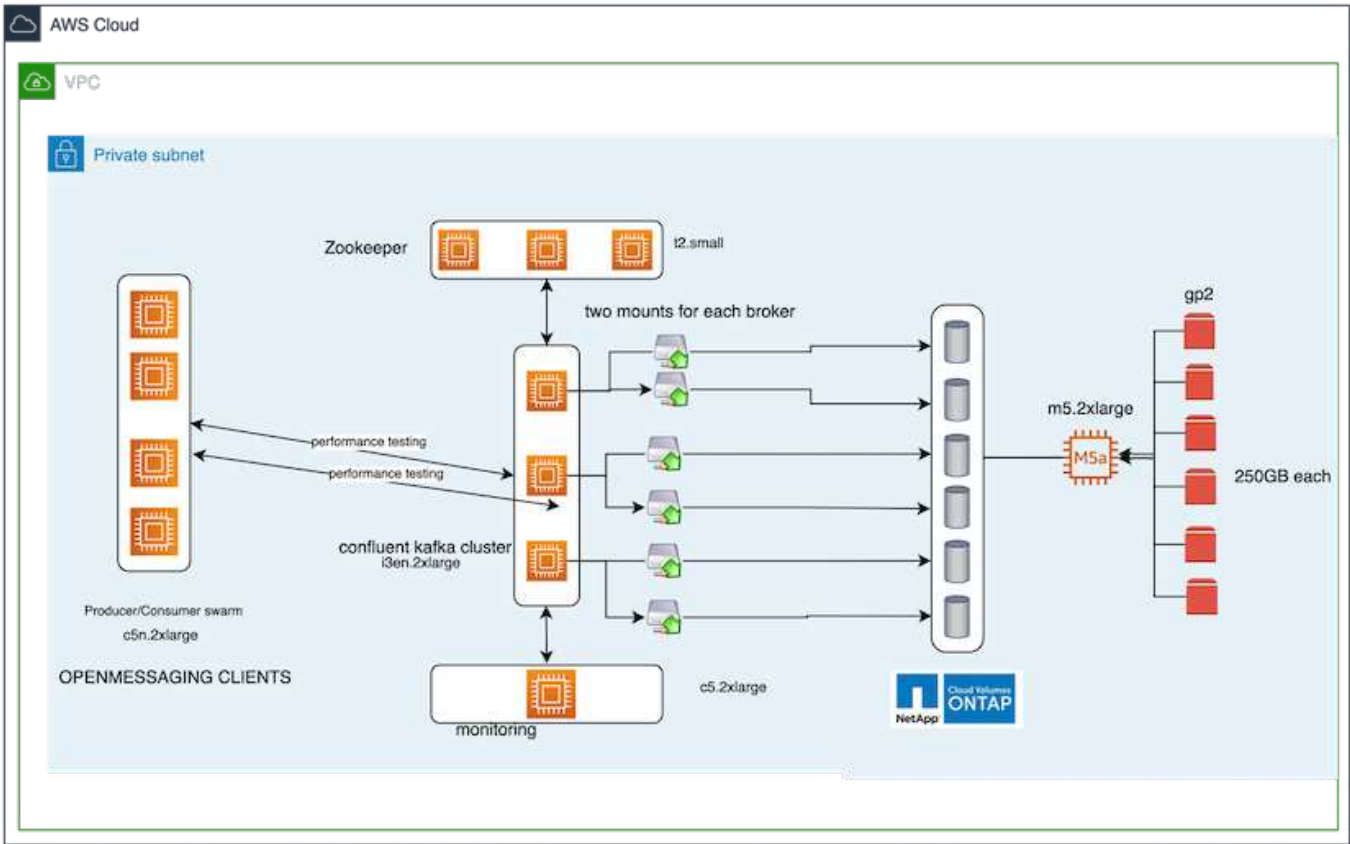 AWS Cloud
VPC
Private subnet
Zookeeper
t2.small
two mounts for each broker
gp2
m5.2xlarge
M5a
250GB each
performance testing
performance testing
confluent kafka cluster
i3en.2xlarge
Producer/Consumer swarm
c5n.2xlarge
OPENMESSAGING CLIENTS
c5.2xlarge
monitoring
NetApp
Cloud Volumes
ONTAP